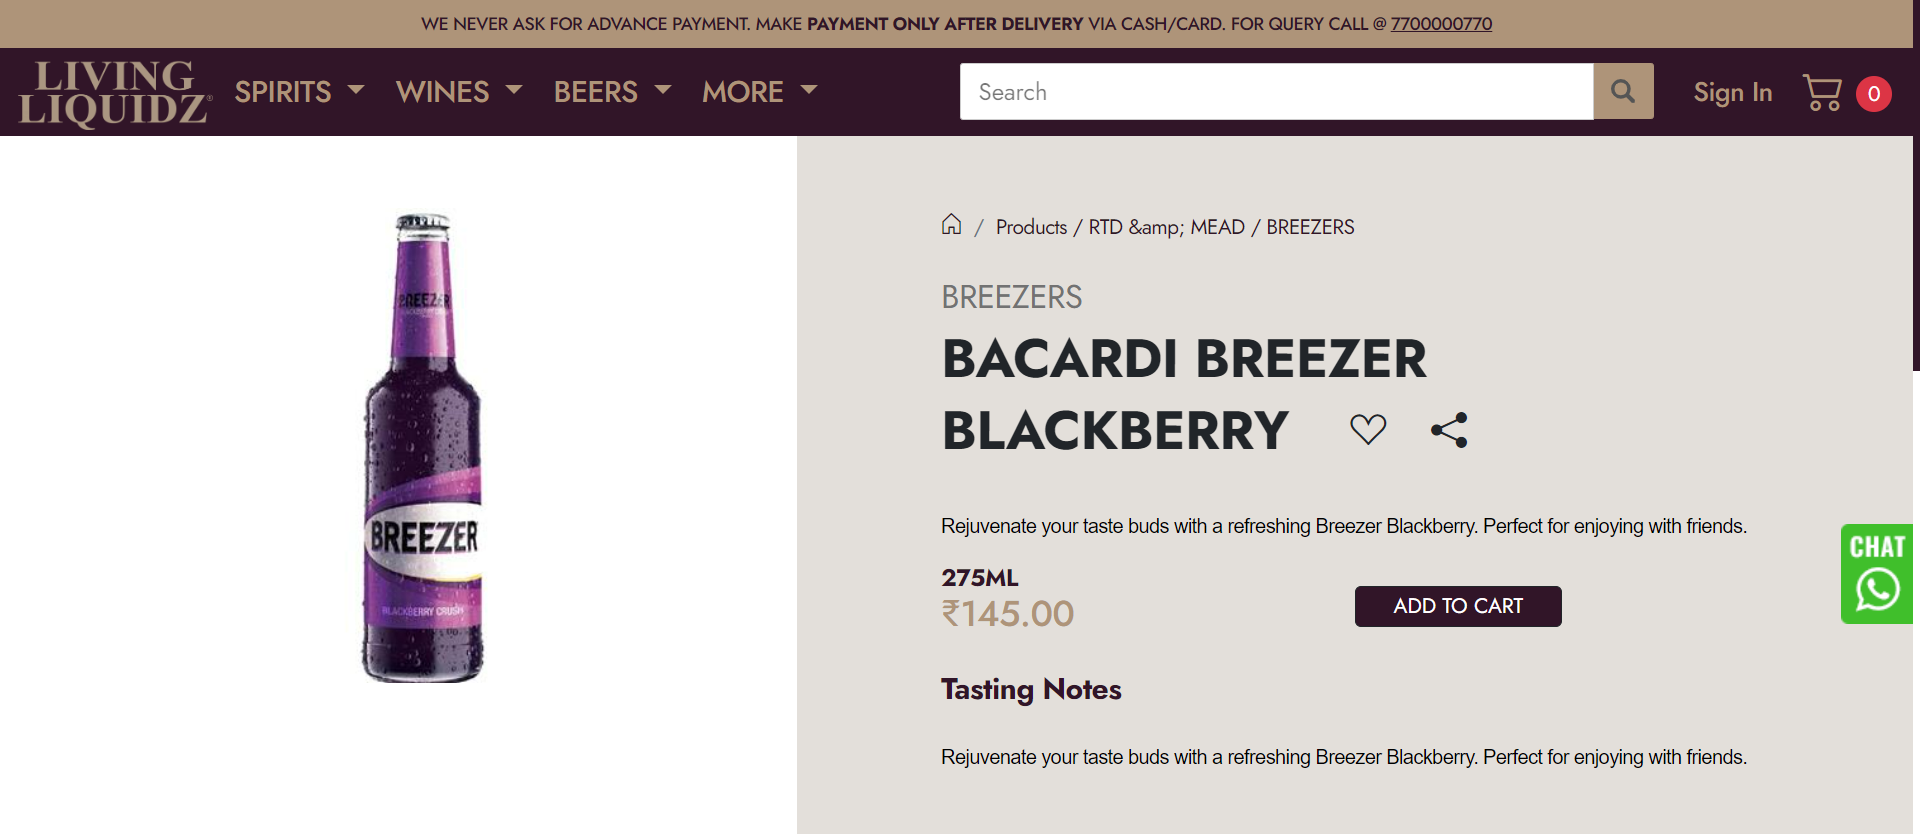 WE NEVER ASK FOR ADVANCE PAYMENT. MAKE PAYMENT ONLY AFTER DELIVERY VIA CASH/CARD. FOR QUERY CALL @ 7700000770
LIVING
LIQUIDZ®
SPIRITS
WINES
BEERS
MORE
Search
Sign In
0
/ Products / RTD &amp; MEAD / BREEZERS
BREEZERS
BACARDI BREEZER
BLACKBERRY
Rejuvenate your taste buds with a refreshing Breezer Blackberry. Perfect for enjoying with friends.
275ML
₹145.00
ADD TO CART
Tasting Notes
Rejuvenate your taste buds with a refreshing Breezer Blackberry. Perfect for enjoying with friends.
CHAT
BREEZER
BREEZER
BLACKBERRY CRUSH